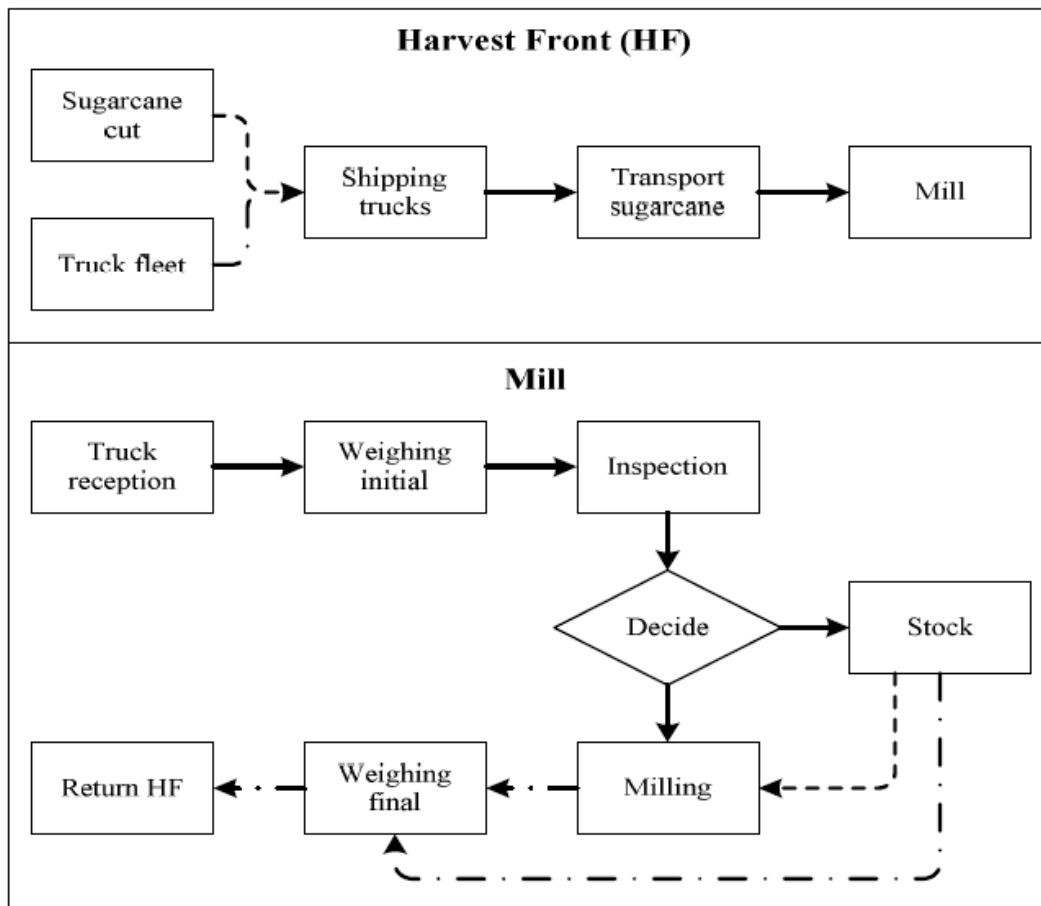 Harvest Front (HF)
Sugarcane
cut
Shipping
trucks
Transport
sugarcane
Mill
Truck fleet
Mill
Truck
reception
Weighing
initial
Inspection
Decide
Stock
Return HF
Weighing
final
Milling